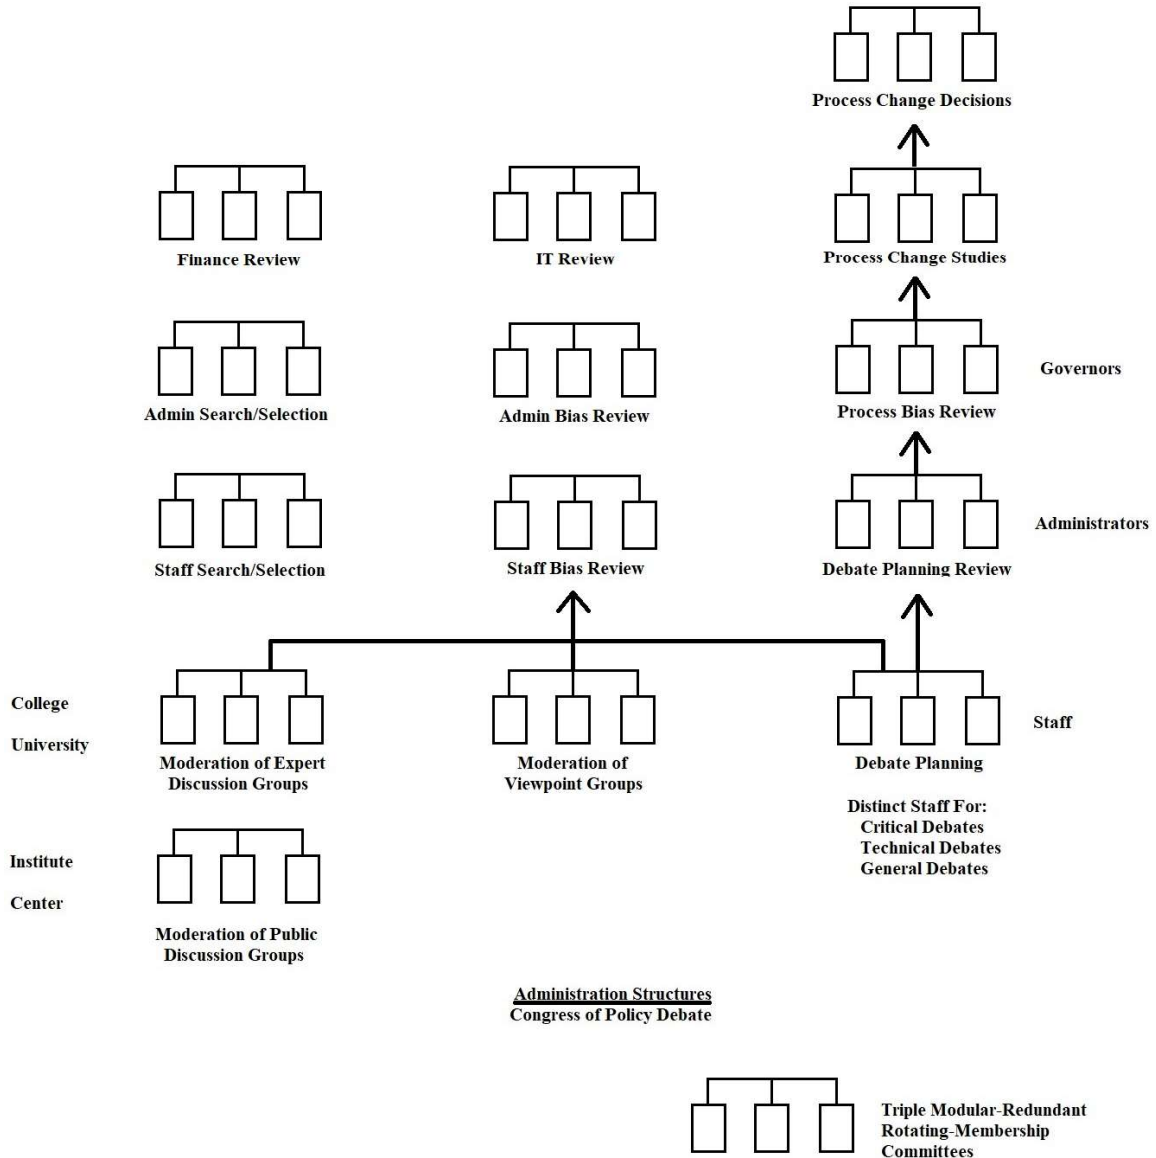 Process Change Decisions
Finance Review
IT Review
Process Change Studies
Admin Search/Selection
Admin Bias Review
Process Bias Review
Governors
Staff Search/Selection
Staff Bias Review
Debate Planning Review
Administrators
College
University
Moderation of Expert
Discussion Groups
Moderation of
Viewpoint Groups
Debate Planning
Staff
Distinct Staff For:
Critical Debates
Technical Debates
General Debates
Institute
Center
Moderation of Public
Discussion Groups
Administration Structures
Congress of Policy Debate
Triple Modular-Redundant
Rotating-Membership
Committees